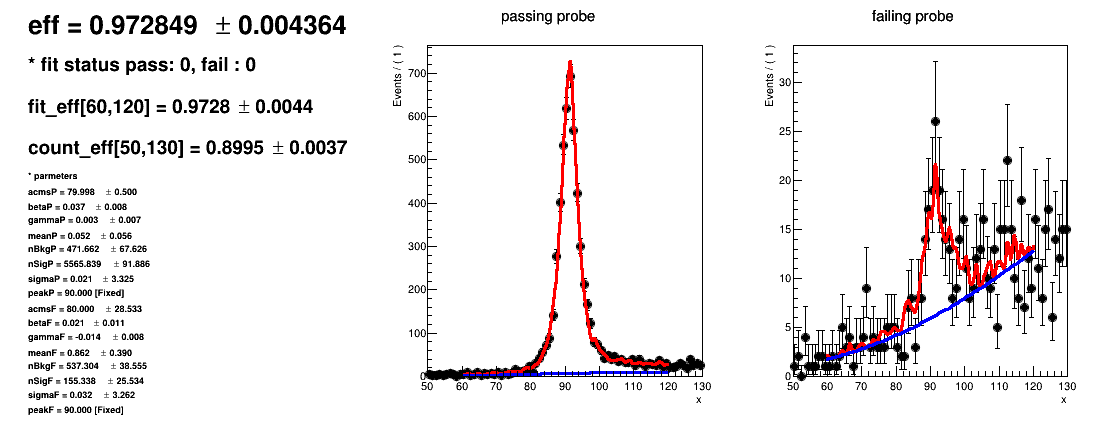 eff = 0.972849 ± 0.004364
* fit status pass: 0, fail : 0
fit_eff[60,120] = 0.9728 ± 0.0044
count_eff[50,130] = 0.8995 ± 0.0037
* parmeters
acmsP = 79.998 ± 0.500
betaP = 0.037 ± 0.008
gammaP = 0.003 ± 0.007
meanP = 0.052 ± 0.056
nBkgP = 471.662 ± 67.626
nSigP = 5565.839 ± 91.886
sigmaP = 0.021 ± 3.325
peakP = 90.000 [Fixed]
acmsF = 80.000 ± 28.533
betaF = 0.021 ± 0.011
gammaF = -0.014 ± 0.008
meanF = 0.862 ± 0.390
nBkgF = 537.304 ± 38.555
nSigF = 155.338 ± 25.534
sigmaF = 0.032 ± 3.262
peakF = 90.000 [Fixed]
passing probe
Events / ( 1 )
700
600
500
400
300
200
100
0
50 60 70 80 90 100 110 120 130
x
failing probe
Events / ( 1 )
30
25
20
15
10
5
0
50 60 70 80 90 100 110 120 130
x